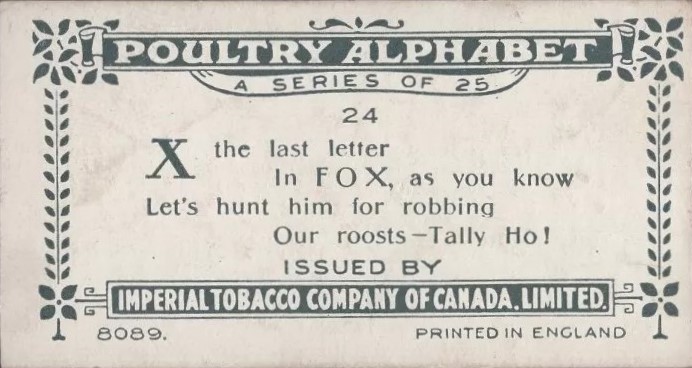 POULTRY ALPHABET
A SERIES OF 25
24
X the last letter
In FOX, as you know
Let's hunt him for robbing
Our roosts—Tally Ho!
ISSUED BY
IMPERIAL TOBACCO COMPANY OF CANADA, LIMITED.
8089. PRINTED IN ENGLAND